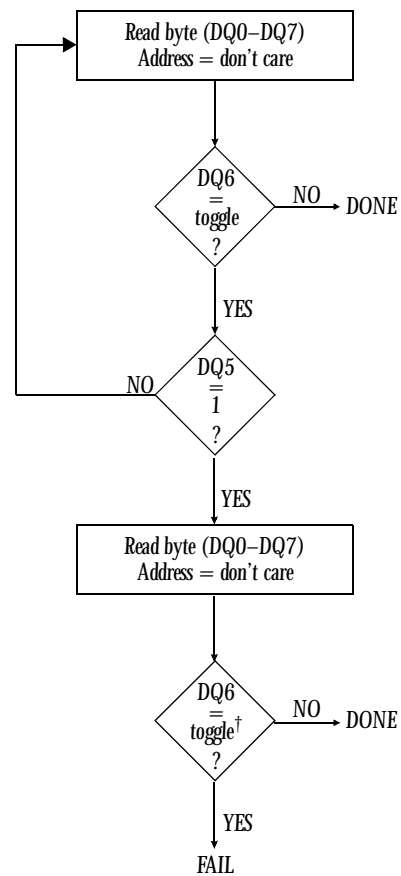 Read byte (DQ0–DQ7)
Address = don't care
DQ6
=
toggle
?
NO
DONE
YES
DQ5
=
1
?
NO
YES
Read byte (DQ0–DQ7)
Address = don't care
DQ6
=
toggle†
?
NO
DONE
YES
FAIL